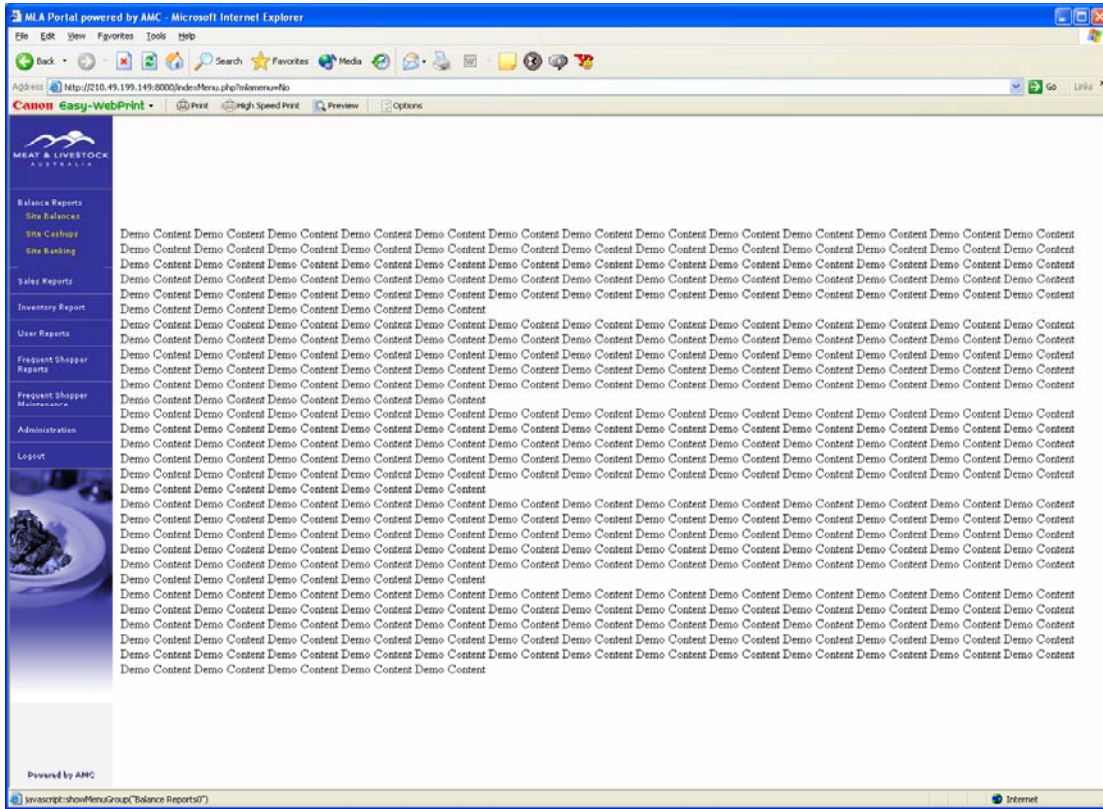 MLA Portal powered by AMC - Microsoft Internet Explorer
File Edit View Favorites Tools Help
Back Search Favorites Media
Address http://210.49.199.149:8000/indexMenu.php?mlamenu=No Go Links
Canon Easy-WebPrint Print High Speed Print Preview Options
MEAT & LIVESTOCK
AUSTRALIA
Balance Reports
Site Balances
Site Cashups
Site Banking
Sales Reports
Inventory Report
User Reports
Frequent Shopper
Reports
Frequent Shopper
Maintenance
Administration
Logout
Powered by AMC
Demo Content Demo Content Demo Content Demo Content Demo Content Demo Content Demo Content Demo Content Demo Content Demo Content Demo Content Demo Content Demo Content
Demo Content Demo Content Demo Content Demo Content Demo Content Demo Content Demo Content Demo Content Demo Content Demo Content Demo Content Demo Content Demo Content
Demo Content Demo Content Demo Content Demo Content Demo Content Demo Content Demo Content Demo Content Demo Content Demo Content Demo Content Demo Content Demo Content
Demo Content Demo Content Demo Content Demo Content Demo Content Demo Content Demo Content Demo Content Demo Content Demo Content Demo Content Demo Content Demo Content
Demo Content Demo Content Demo Content Demo Content Demo Content Demo Content Demo Content Demo Content Demo Content Demo Content Demo Content Demo Content Demo Content
Demo Content Demo Content Demo Content Demo Content Demo Content
Demo Content Demo Content Demo Content Demo Content Demo Content Demo Content Demo Content Demo Content Demo Content Demo Content Demo Content Demo Content Demo Content
Demo Content Demo Content Demo Content Demo Content Demo Content Demo Content Demo Content Demo Content Demo Content Demo Content Demo Content Demo Content Demo Content
Demo Content Demo Content Demo Content Demo Content Demo Content Demo Content Demo Content Demo Content Demo Content Demo Content Demo Content Demo Content Demo Content
Demo Content Demo Content Demo Content Demo Content Demo Content Demo Content Demo Content Demo Content Demo Content Demo Content Demo Content Demo Content Demo Content
Demo Content Demo Content Demo Content Demo Content Demo Content Demo Content Demo Content Demo Content Demo Content Demo Content Demo Content Demo Content Demo Content
Demo Content Demo Content Demo Content Demo Content Demo Content
Demo Content Demo Content Demo Content Demo Content Demo Content Demo Content Demo Content Demo Content Demo Content Demo Content Demo Content Demo Content Demo Content
Demo Content Demo Content Demo Content Demo Content Demo Content Demo Content Demo Content Demo Content Demo Content Demo Content Demo Content Demo Content Demo Content
Demo Content Demo Content Demo Content Demo Content Demo Content Demo Content Demo Content Demo Content Demo Content Demo Content Demo Content Demo Content Demo Content
Demo Content Demo Content Demo Content Demo Content Demo Content Demo Content Demo Content Demo Content Demo Content Demo Content Demo Content Demo Content Demo Content
Demo Content Demo Content Demo Content Demo Content Demo Content Demo Content Demo Content Demo Content Demo Content Demo Content Demo Content Demo Content Demo Content
Demo Content Demo Content Demo Content Demo Content Demo Content
Demo Content Demo Content Demo Content Demo Content Demo Content Demo Content Demo Content Demo Content Demo Content Demo Content Demo Content Demo Content Demo Content
Demo Content Demo Content Demo Content Demo Content Demo Content Demo Content Demo Content Demo Content Demo Content Demo Content Demo Content Demo Content Demo Content
Demo Content Demo Content Demo Content Demo Content Demo Content Demo Content Demo Content Demo Content Demo Content Demo Content Demo Content Demo Content Demo Content
Demo Content Demo Content Demo Content Demo Content Demo Content Demo Content Demo Content Demo Content Demo Content Demo Content Demo Content Demo Content Demo Content
Demo Content Demo Content Demo Content Demo Content Demo Content Demo Content Demo Content Demo Content Demo Content Demo Content Demo Content Demo Content Demo Content
Demo Content Demo Content Demo Content Demo Content Demo Content
Demo Content Demo Content Demo Content Demo Content Demo Content Demo Content Demo Content Demo Content Demo Content Demo Content Demo Content Demo Content Demo Content
Demo Content Demo Content Demo Content Demo Content Demo Content Demo Content Demo Content Demo Content Demo Content Demo Content Demo Content Demo Content Demo Content
Demo Content Demo Content Demo Content Demo Content Demo Content Demo Content Demo Content Demo Content Demo Content Demo Content Demo Content Demo Content Demo Content
Demo Content Demo Content Demo Content Demo Content Demo Content Demo Content Demo Content Demo Content Demo Content Demo Content Demo Content Demo Content Demo Content
Demo Content Demo Content Demo Content Demo Content Demo Content Demo Content Demo Content Demo Content Demo Content Demo Content Demo Content Demo Content Demo Content
Demo Content Demo Content Demo Content Demo Content Demo Content
javascript:showMenuGroup("Balance Reports0") Internet